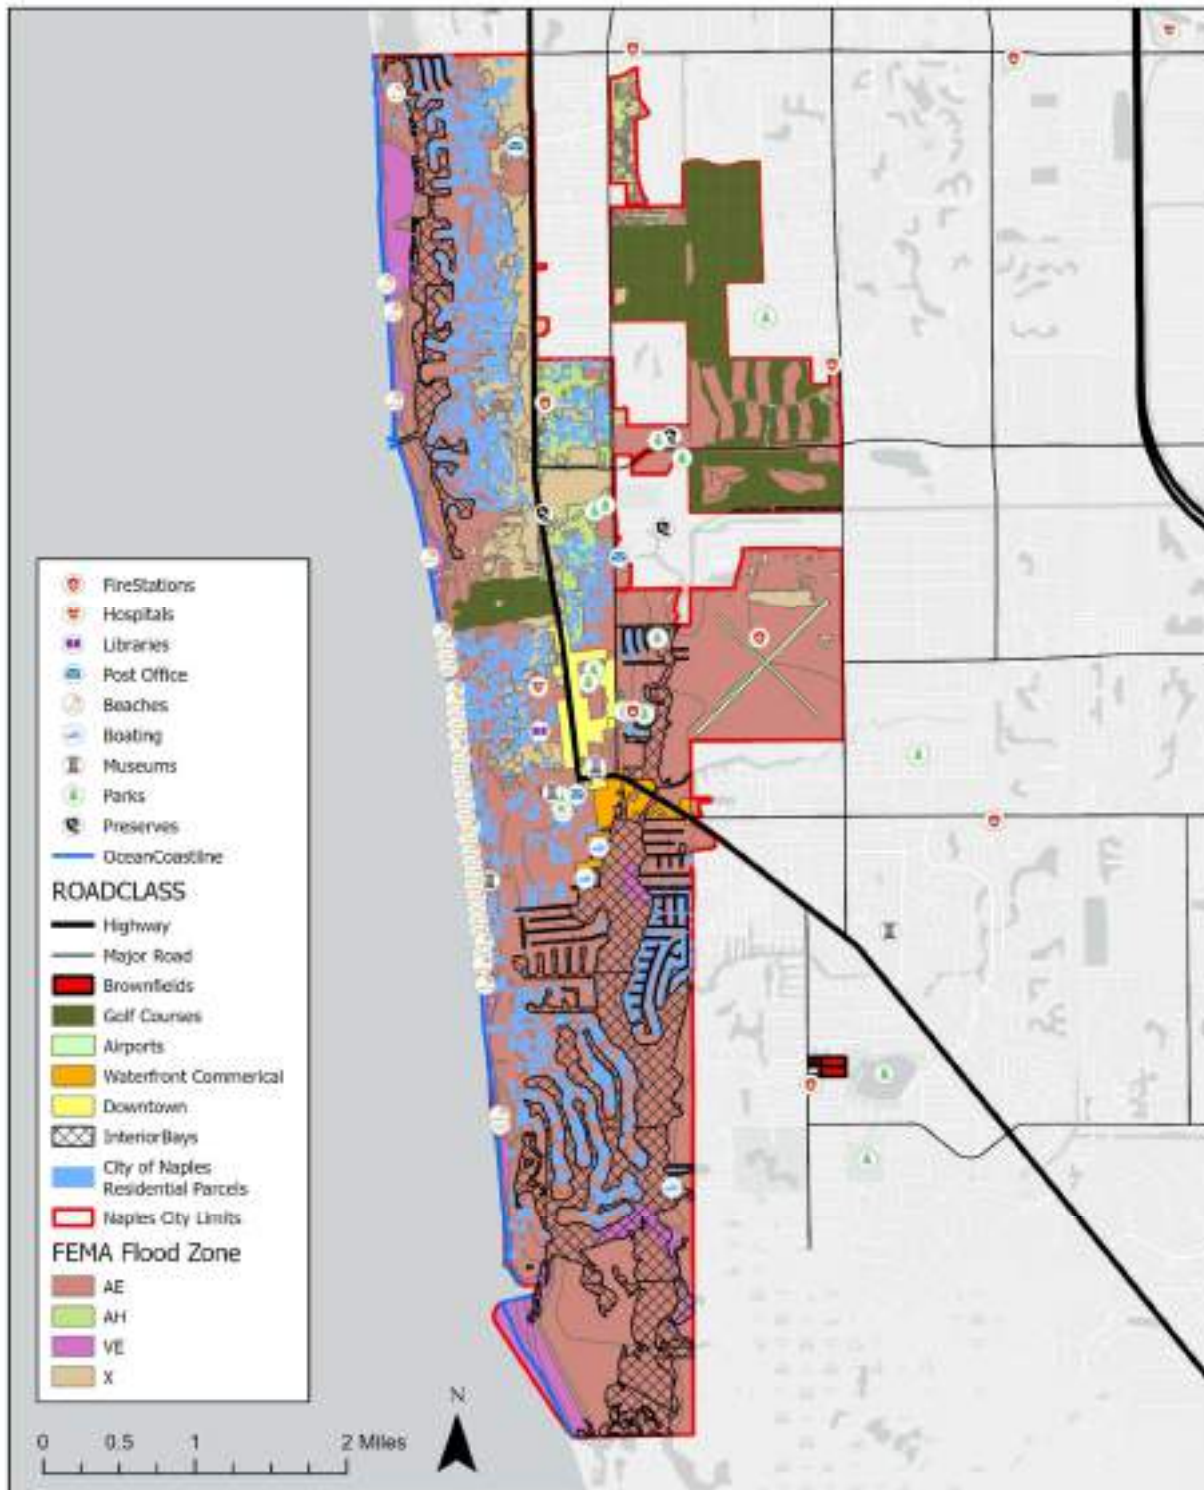 FireStations
Hospitals
Libraries
Post Office
Beaches
Boating
Museums
Parks
Preserves
OceanCoastline
ROADCLASS
Highway
Major Road
Brownfields
Golf Courses
Airports
Waterfront Commerical
Downtown
InteriorBays
City of Naples
Residential Parcels
Naples City Limits
FEMA Flood Zone
AE
AH
VE
X
N
0 0.5 1 2 Miles